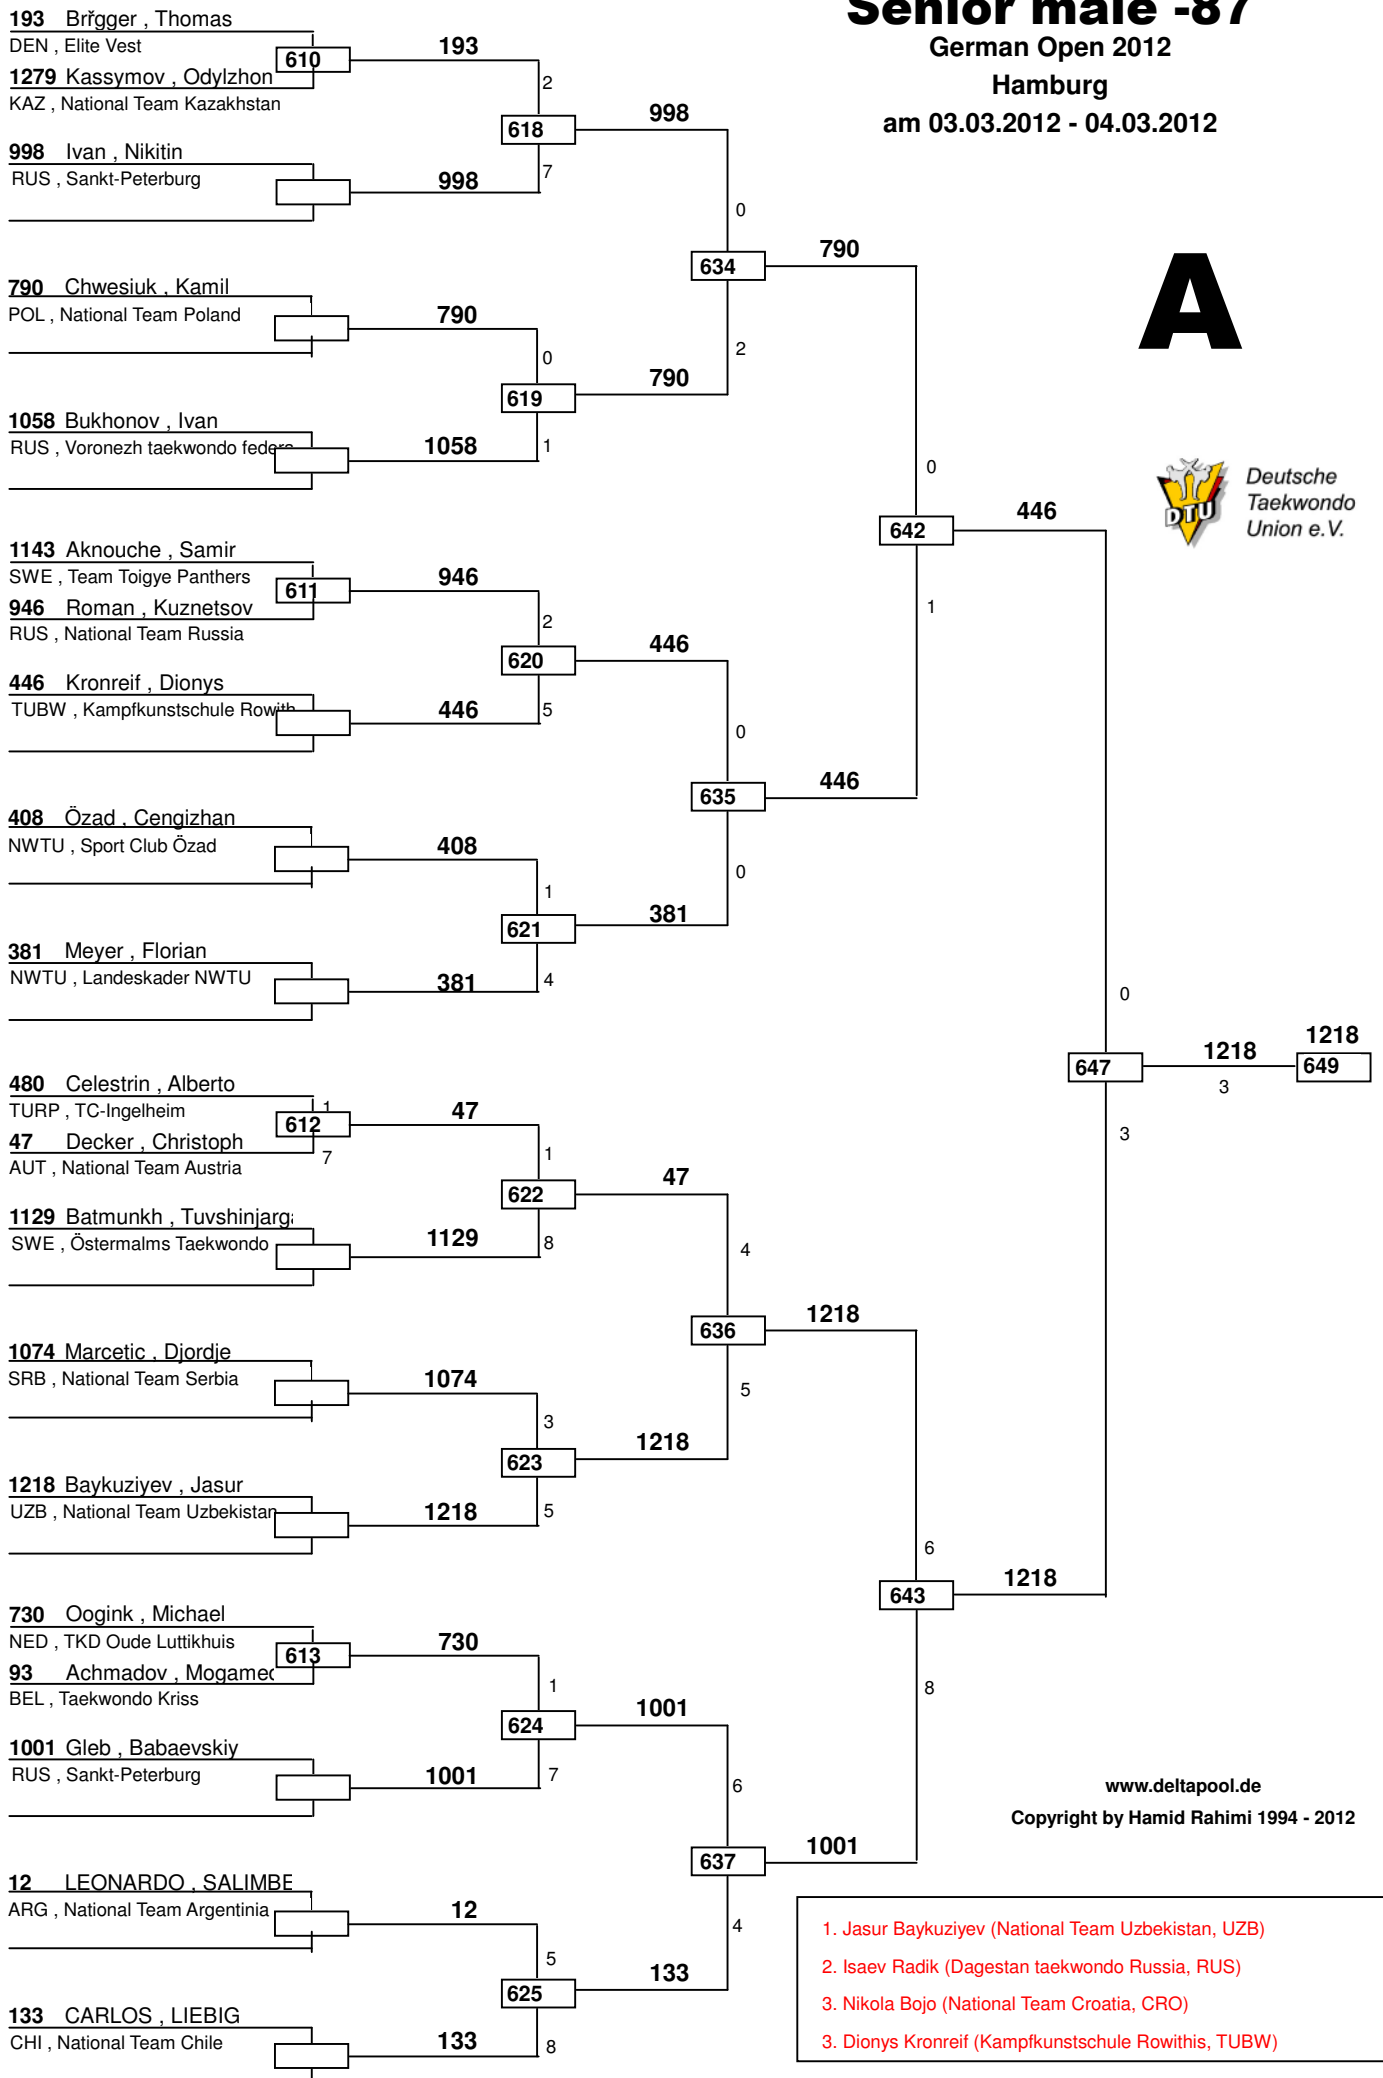 Senior male -87
German Open 2012
Hamburg
am 03.03.2012 - 04.03.2012
A
DTU
Deutsche
Taekwondo
Union e.V.
193 Břgger , Thomas
DEN , Elite Vest
610
193
1279 Kassymov , Odylzhon
KAZ , National Team Kazakhstan
2
618
998
998 Ivan , Nikitin
RUS , Sankt-Peterburg
998
7
0
634
790
790 Chwesiuk , Kamil
POL , National Team Poland
790
0
2
619
790
1058 Bukhonov , Ivan
RUS , Voronezh taekwondo federa
1058
1
0
642
446
1143 Aknouche , Samir
SWE , Team Toigye Panthers
611
946
946 Roman , Kuznetsov
RUS , National Team Russia
2
1
620
446
446 Kronreif , Dionys
TUBW , Kampfkunstschule Rowith
446
5
0
635
446
408 Özad , Cengizhan
NWTU , Sport Club Özad
408
1
0
621
381
381 Meyer , Florian
NWTU , Landeskader NWTU
381
4
0
647
1218
3
1218
649
480 Celestrin , Alberto
TURP , TC-Ingelheim
1
612
47
47 Decker , Christoph
AUT , National Team Austria
7
1
3
622
47
1129 Batmunkh , Tuvshinjarg
SWE , Östermalms Taekwondo
1129
8
4
636
1218
1074 Marcetic , Djordje
SRB , National Team Serbia
1074
3
5
623
1218
1218 Baykuziyev , Jasur
UZB , National Team Uzbekistan
1218
5
6
643
1218
730 Oogink , Michael
NED , TKD Oude Luttikhuis
613
730
93 Achmadov , Mogamed
BEL , Taekwondo Kriss
1
8
624
1001
1001 Gleb , Babaevskiy
RUS , Sankt-Peterburg
1001
7
6
www.deltapool.de
Copyright by Hamid Rahimi 1994 - 2012
637
1001
12 LEONARDO , SALIMBE
ARG , National Team Argentinia
12
5
4
625
133
133 CARLOS , LIEBIG
CHI , National Team Chile
133
8
1. Jasur Baykuziyev (National Team Uzbekistan, UZB)
2. Isaev Radik (Dagestan taekwondo Russia, RUS)
3. Nikola Bojo (National Team Croatia, CRO)
3. Dionys Kronreif (Kampfkunstschule Rowithis, TUBW)